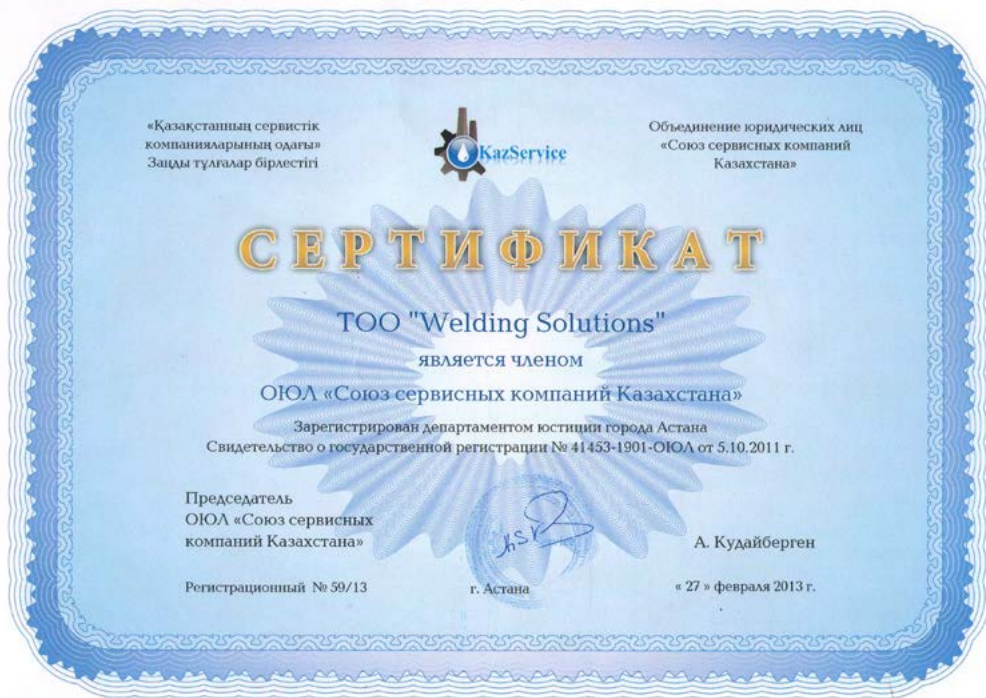 «Қазақстанның сервистік
компанияларының одағы»
Заңды тұлғалар бірлестігі
KazService
Объединение юридических лиц
«Союз сервисных компаний
Казахстана»
СЕРТИФИКАТ
ТОО "Welding Solutions"
является членом
ОЮЛ «Союз сервисных компаний Казахстана»
Зарегистрирован департаментом юстиции города Астана
Свидетельство о государственной регистрации № 41453-1901-ОЮЛ от 5.10.2011 г.
Председатель
ОЮЛ «Союз сервисных
компаний Казахстана»
А. Кудайберген
Регистрационный № 59/13
г. Астана
« 27 » февраля 2013 г.